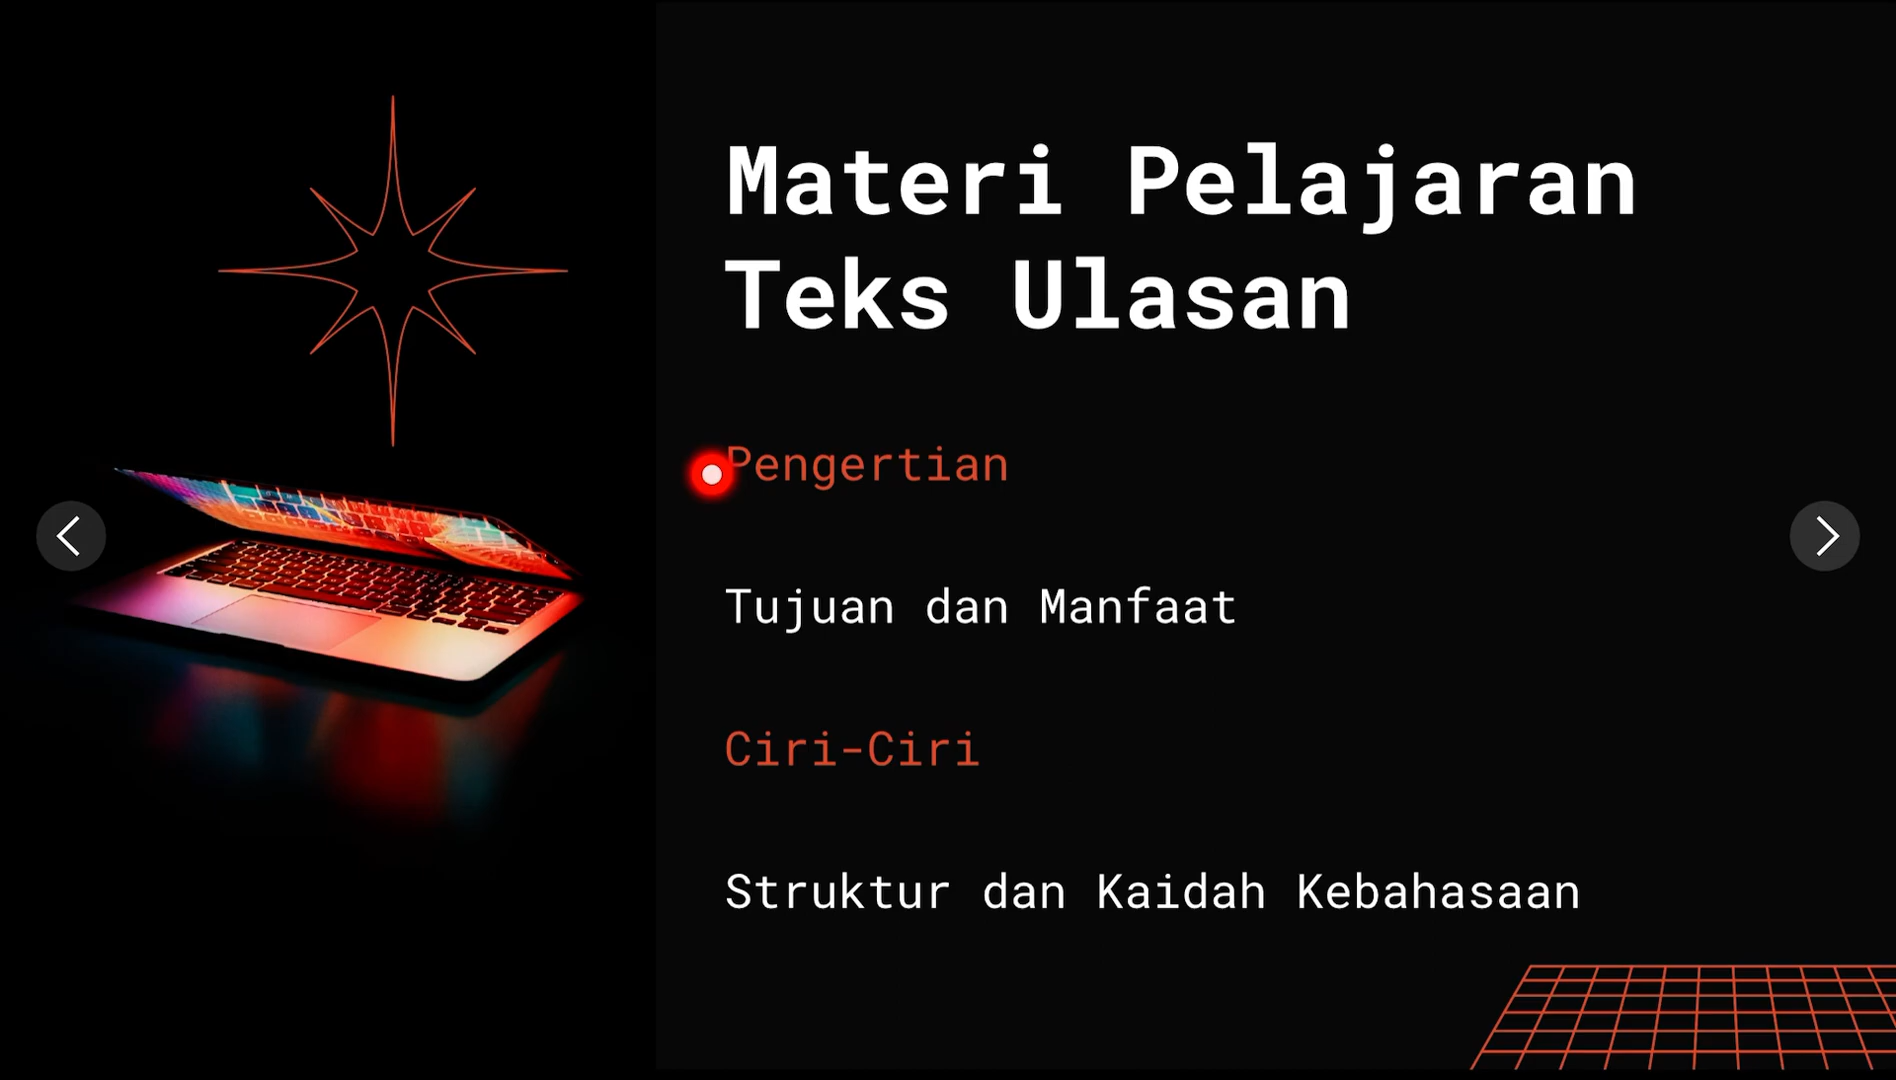 Materi Pelajaran
Teks Ulasan
Pengertian
Tujuan dan Manfaat
Ciri-Ciri
Struktur dan Kaidah Kebahasaan